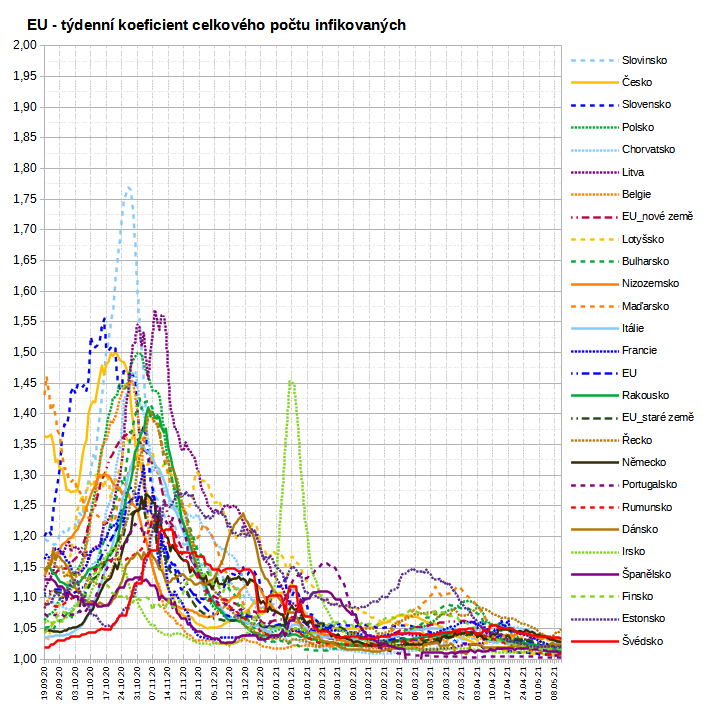 EU - týdenní koeficient celkového počtu infikovaných
2,00
1,95
1,90
1,85
1,80
1,75
1,70
1,65
1,60
1,55
1,50
1,45
1,40
1,35
1,30
1,25
1,20
1,15
1,10
1,05
1,00
Slovinsko
Česko
Slovensko
Polsko
Chorvatsko
Litva
Belgie
EU_nové země
Lotyšsko
Bulharsko
Nizozemsko
Maďarsko
Itálie
Francie
EU
Rakousko
EU_staré země
Řecko
Německo
Portugalsko
Rumunsko
Dánsko
Irsko
Španělsko
Finsko
Estonsko
Švédsko
19.09.20
26.09.20
03.10.20
10.10.20
17.10.20
24.10.20
31.10.20
07.11.20
14.11.20
21.11.20
28.11.20
05.12.20
12.12.20
19.12.20
26.12.20
02.01.21
09.01.21
16.01.21
23.01.21
30.01.21
06.02.21
13.02.21
20.02.21
27.02.21
06.03.21
13.03.21
20.03.21
27.03.21
03.04.21
10.04.21
17.04.21
24.04.21
01.05.21
08.05.21